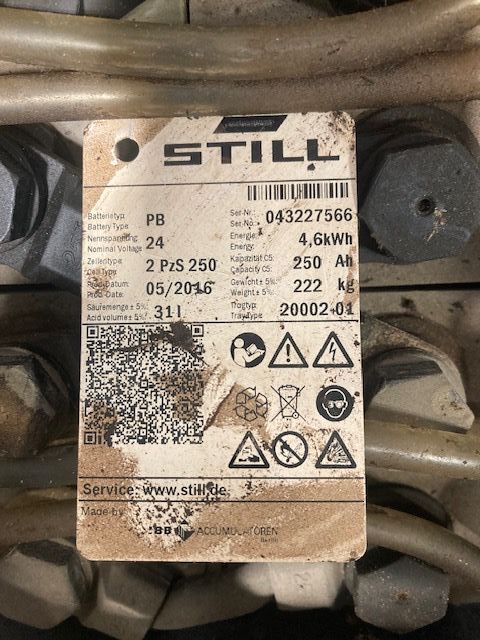 STILL
Batterietyp: PB Ser-Nr.: 043227566
Battery Type Ser-No.:
Nennspannung: 24 Energie: 4,6kWh
Nominal Voltage Energy:
Zellentype: 2 PzS 250 Kapazität C5: 250 Ah
Cell Type: Capacity C5:
Prod-Datum: 05/2016 Gewicht ± 5%: 222 kg
Prod-Date: Weight ± 5%:
Säuremenge ± 5%: 31 l Trogtyp: 20002-01
Acid volume ± 5%: Tray Type:
Service: www.still.de
Made by
BB ACCUMULATOREN